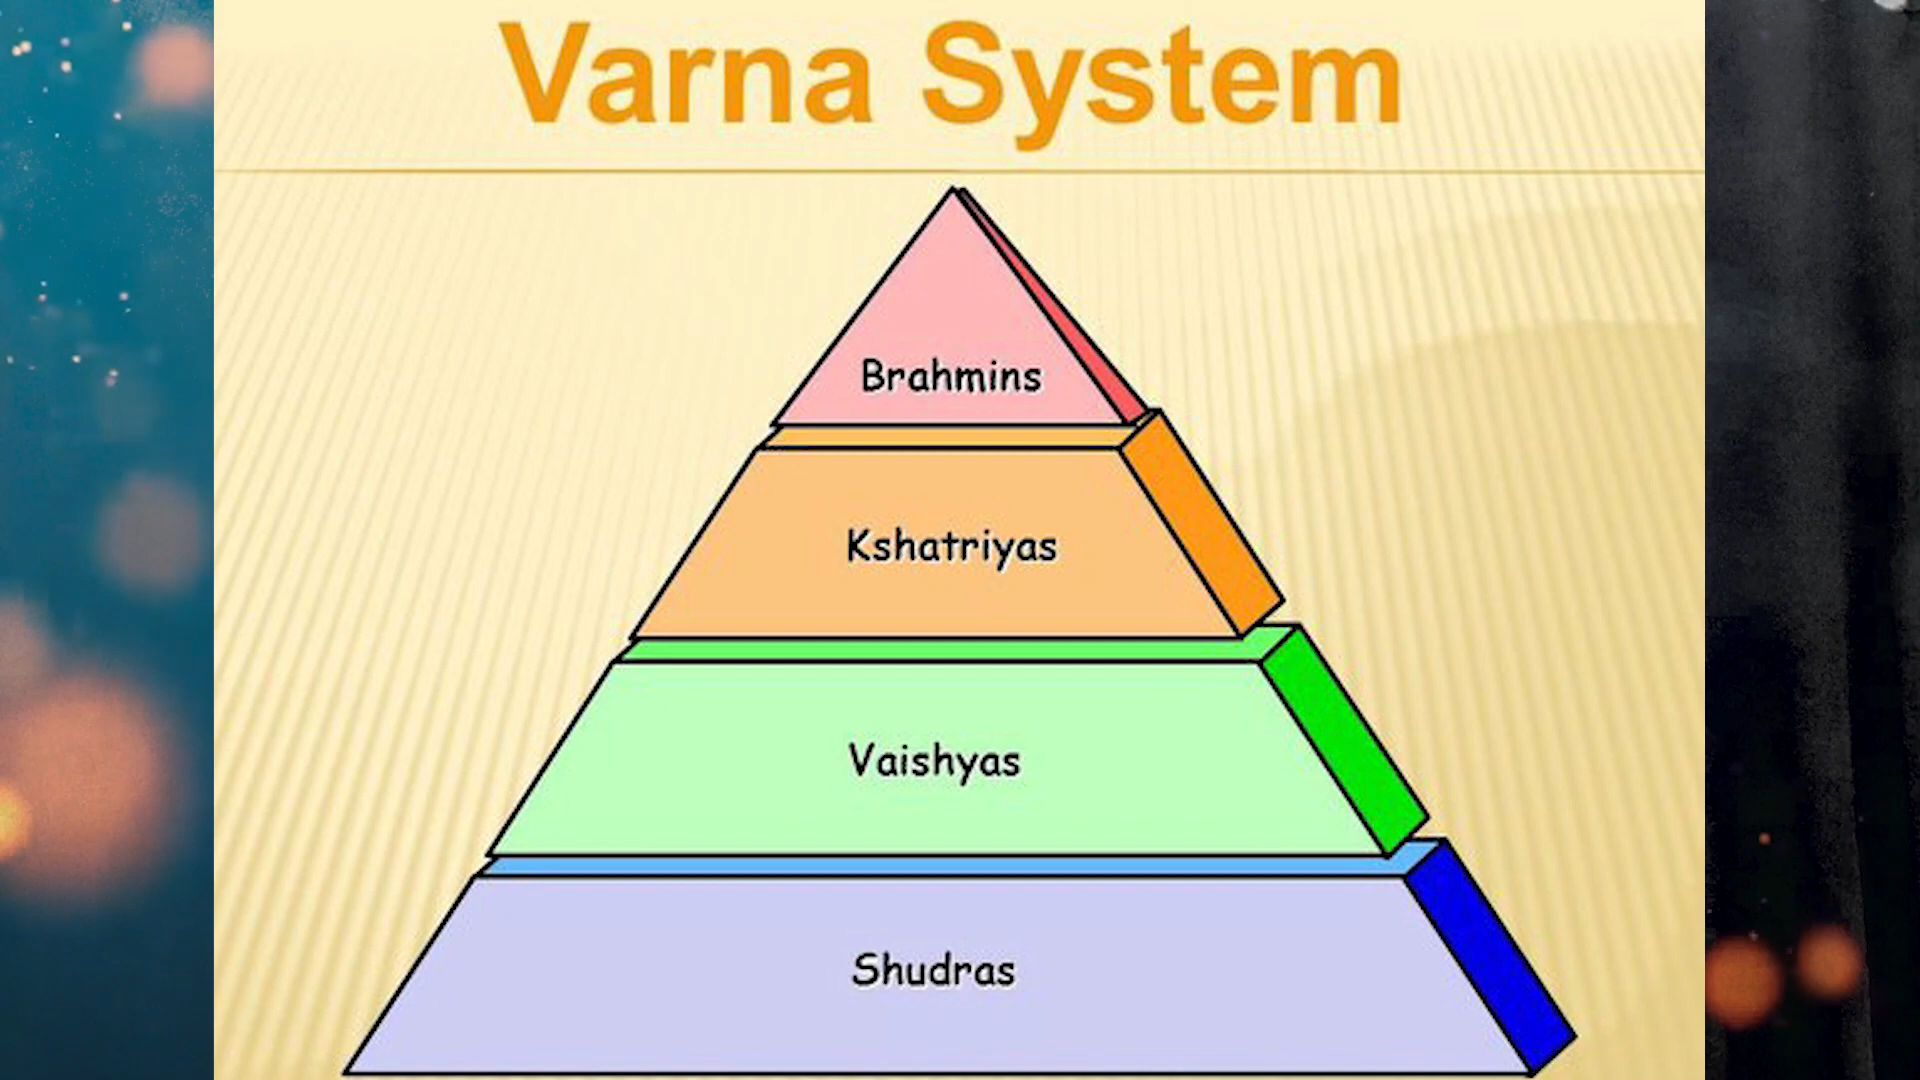 Varna System
Brahmins
Kshatriyas
Vaishyas
Shudras